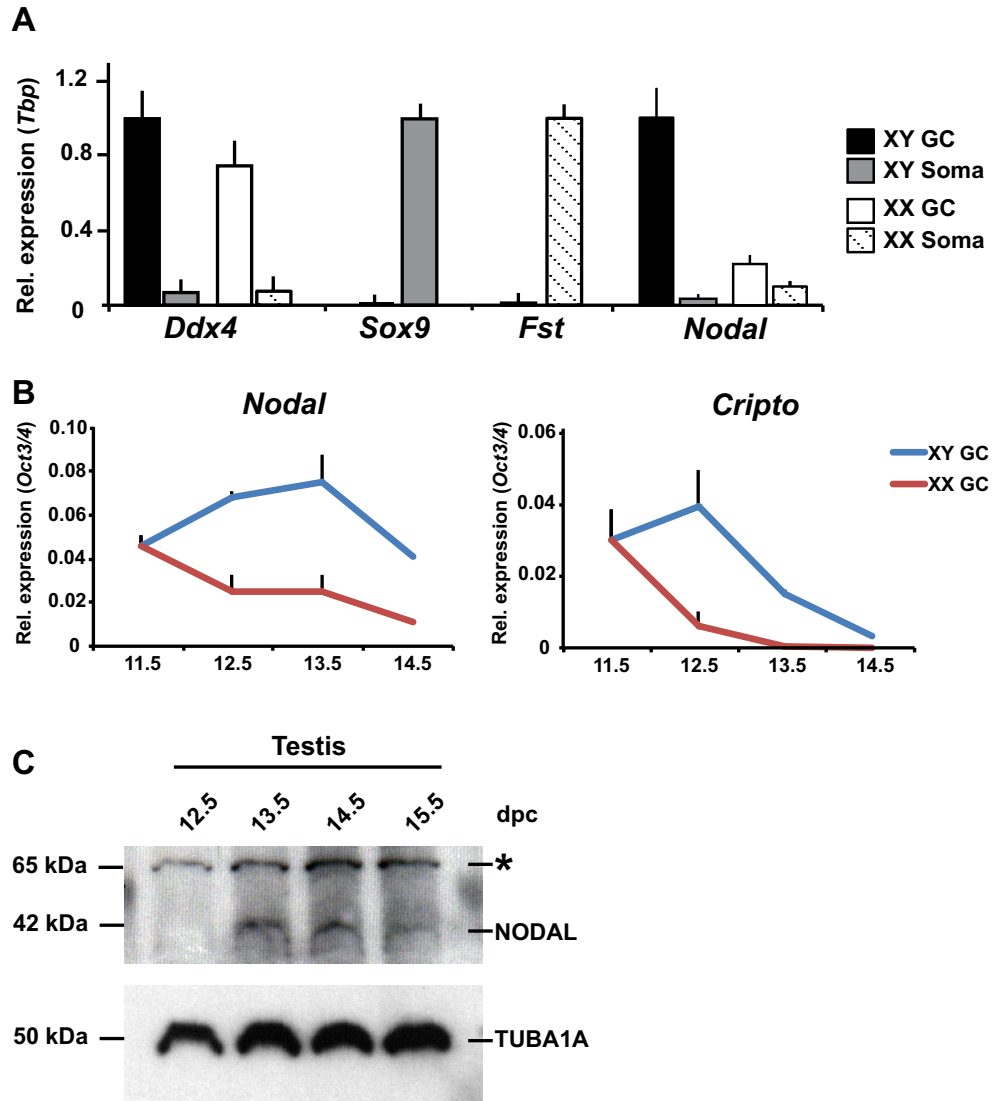 A
Rel. expression (Tbp)
1.2
0.8
0.4
0
Ddx4 Sox9 Fst Nodal
XY GC
XY Soma
XX GC
XX Soma
B
Nodal
Rel. expression (Oct3/4)
0.10
0.08
0.06
0.04
0.02
0
11.5 12.5 13.5 14.5
Cripto
Rel. expression (Oct3/4)
0.06
0.04
0.02
0
11.5 12.5 13.5 14.5
XY GC
XX GC
C
Testis
12.5 13.5 14.5 15.5 dpc
65 kDa
*
42 kDa
NODAL
50 kDa
TUBA1A